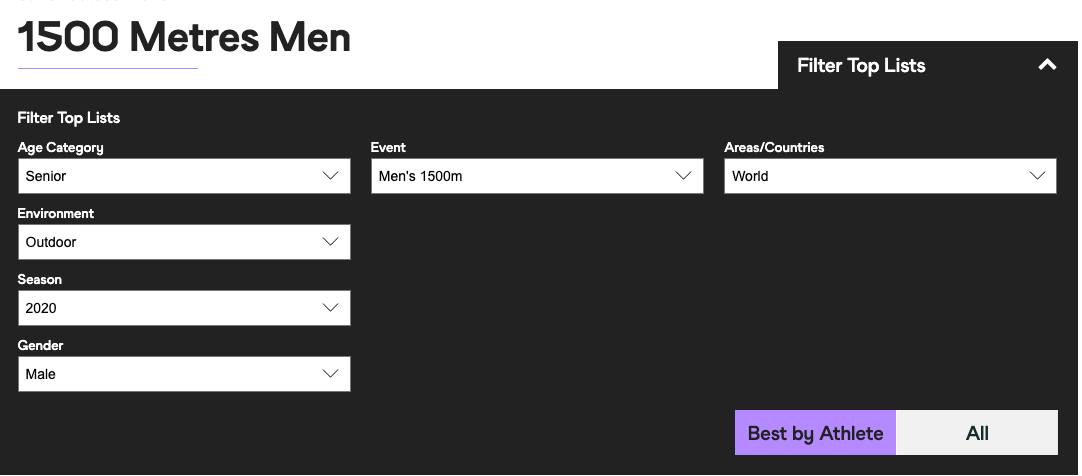 1500 Metres Men
Filter Top Lists
Filter Top Lists
Age Category
Senior
Event
Men's 1500m
Areas/Countries
World
Environment
Outdoor
Season
2020
Gender
Male
Best by Athlete
All